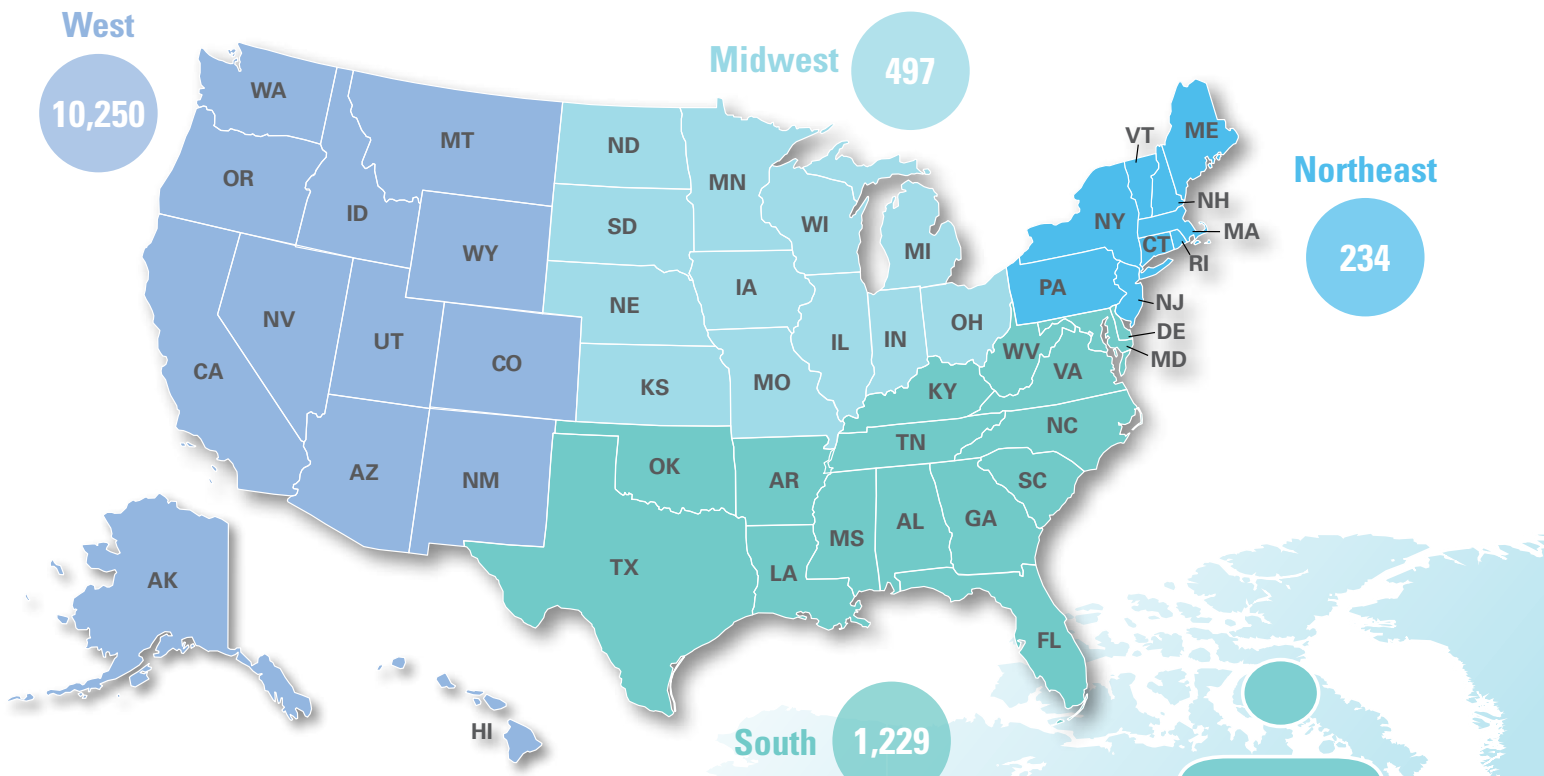 West
10,250
Midwest
497
Northeast
234
South
1,229
WA
OR
CA
NV
ID
MT
WY
UT
CO
AZ
NM
AK
HI
ND
SD
NE
KS
MN
IA
MO
WI
IL
MI
IN
OH
OK
TX
AR
LA
MS
AL
GA
FL
SC
NC
TN
KY
WV
VA
MD
DE
NJ
PA
NY
CT
RI
MA
NH
VT
ME